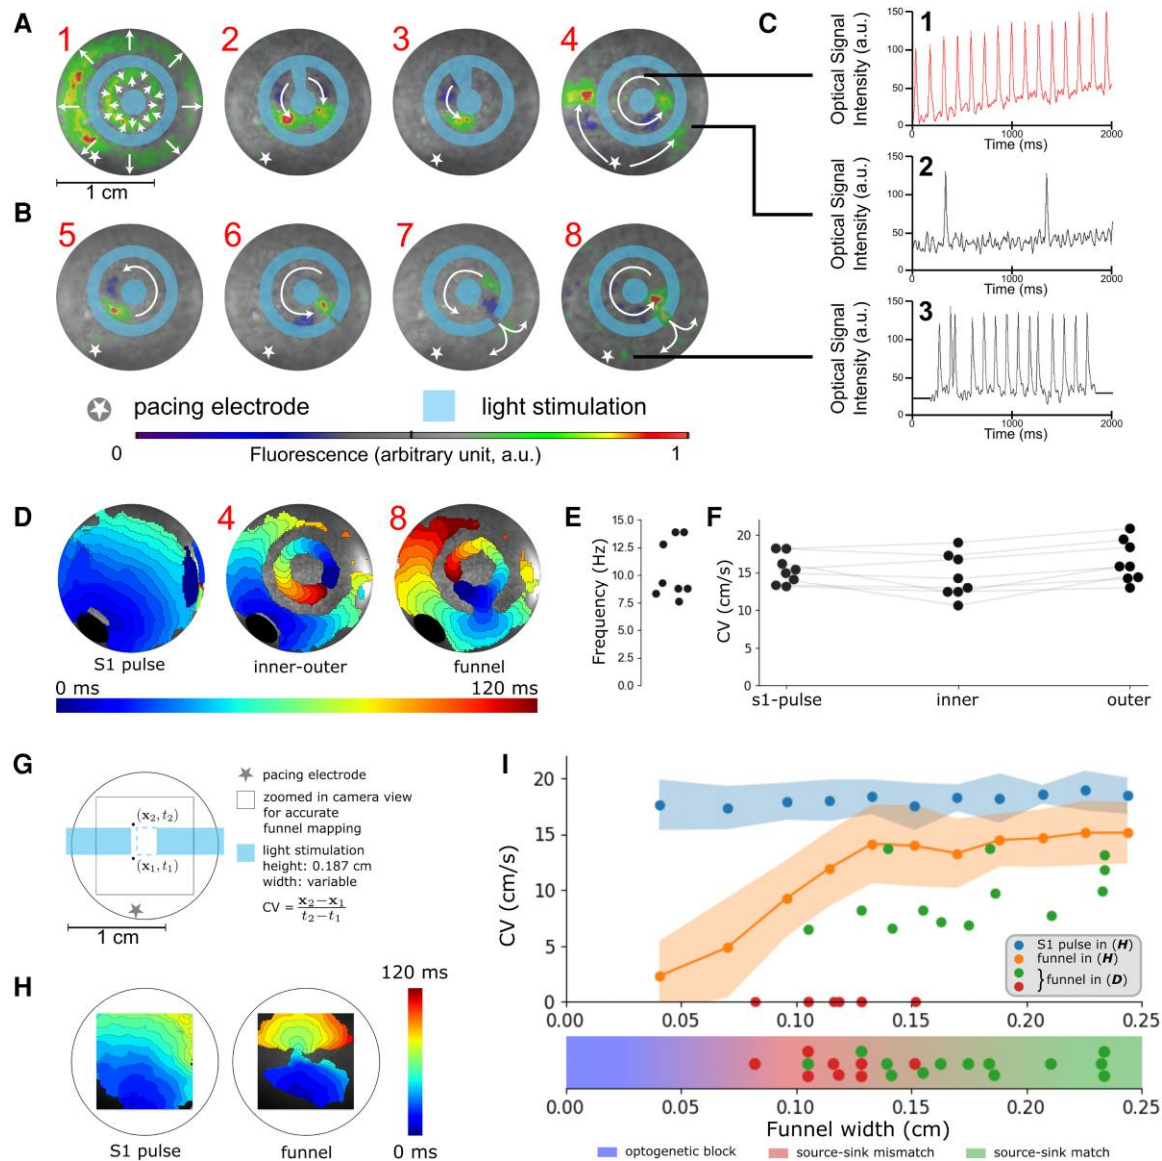 A
1
2
3
4
1 cm
B
5
6
7
8
pacing electrode
light stimulation
0
Fluorescence (arbitrary unit, a.u.)
1
C
1
Optical Signal
Intensity (a.u.)
150
100
50
0
0
1000
2000
Time (ms)
2
Optical Signal
Intensity (a.u.)
150
100
50
0
0
1000
2000
Time (ms)
3
Optical Signal
Intensity (a.u.)
150
100
50
0
0
1000
2000
Time (ms)
D
4
8
S1 pulse
inner-outer
funnel
0 ms
120 ms
E
Frequency (Hz)
15.0
12.5
10.0
7.5
5.0
2.5
0.0
F
CV (cm/s)
20
15
10
5
0
s1-pulse
inner
outer
G
(x₂, t₂)
(x₁, t₁)
1 cm
pacing electrode
zoomed in camera view
for accurate
funnel mapping
light stimulation
height: 0.187 cm
width: variable
CV = x₂−x₁ / t₂−t₁
H
S1 pulse
funnel
120 ms
0 ms
I
CV (cm/s)
20
15
10
5
0
0.00
0.05
0.10
0.15
0.20
0.25
S1 pulse in (H)
funnel in (H)
} funnel in (D)
0.00
0.05
0.10
0.15
0.20
0.25
Funnel width (cm)
optogenetic block
source-sink mismatch
source-sink match